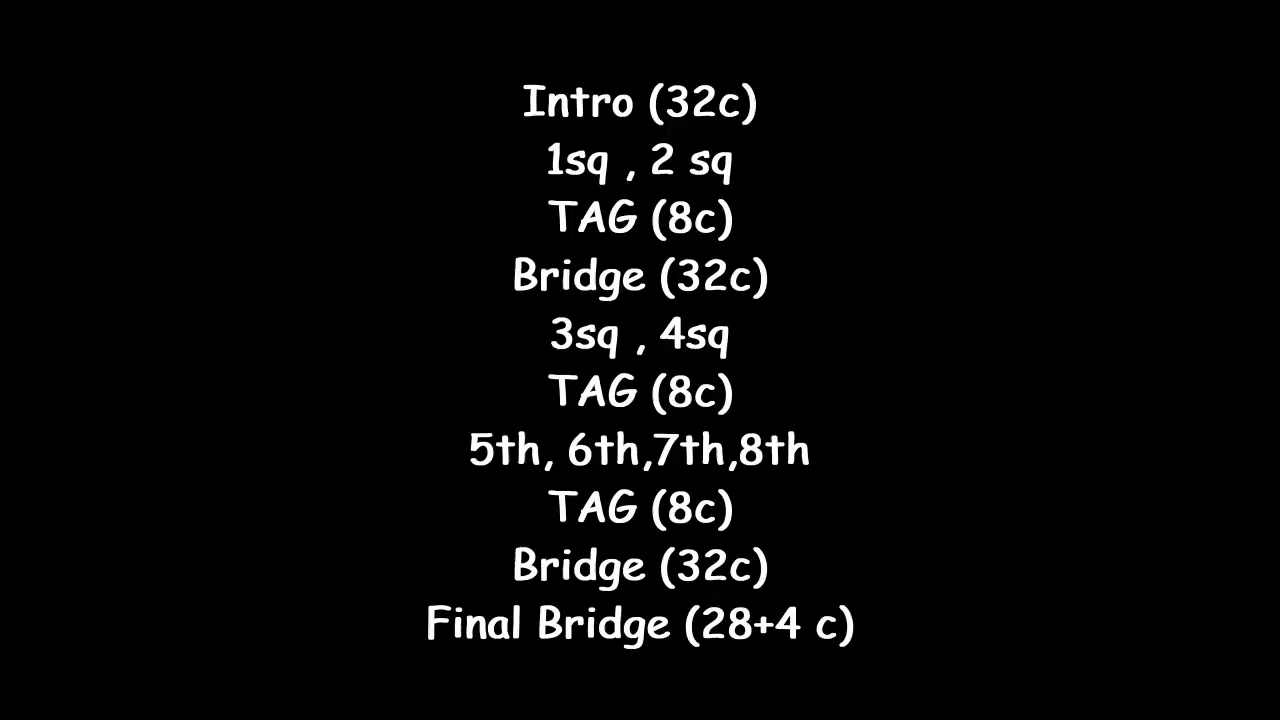 Intro (32c)
1sq , 2 sq
TAG (8c)
Bridge (32c)
3sq , 4sq
TAG (8c)
5th, 6th,7th,8th
TAG (8c)
Bridge (32c)
Final Bridge (28+4 c)